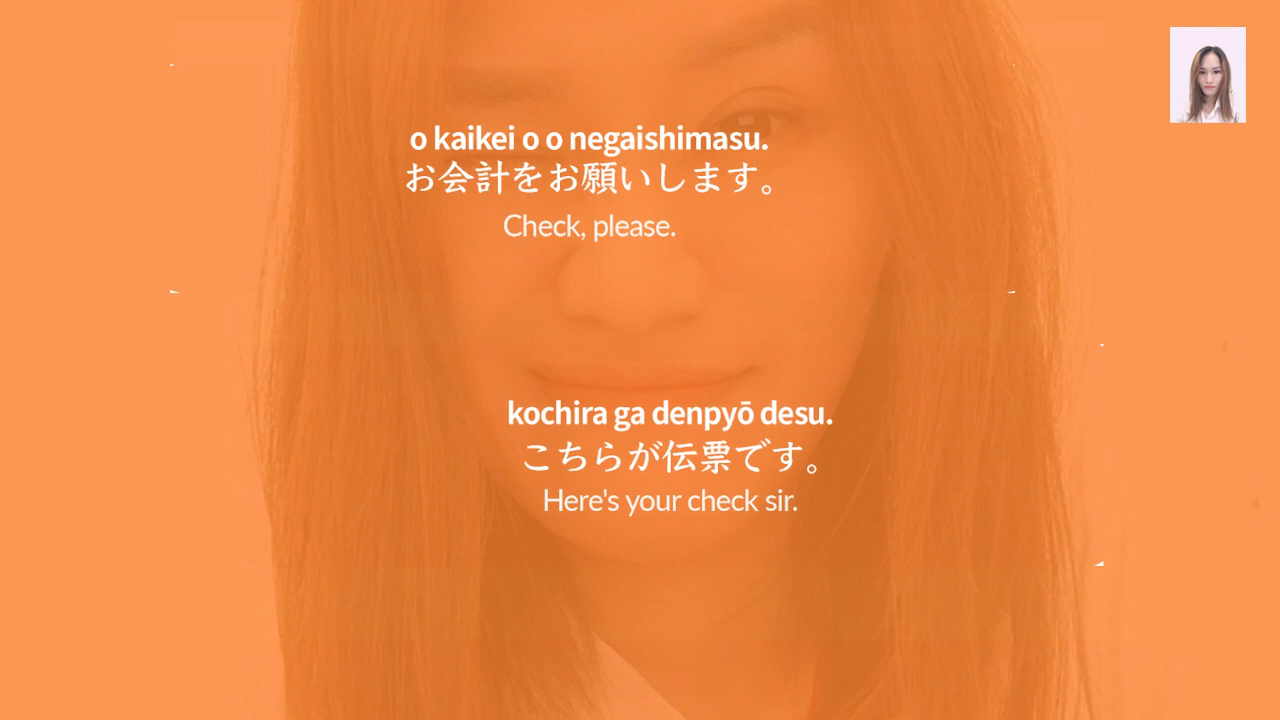 o kaikei o o negaishimasu.
お会計をお願いします。
Check, please.
kochira ga denpyō desu.
こちらが伝票です。
Here's your check sir.